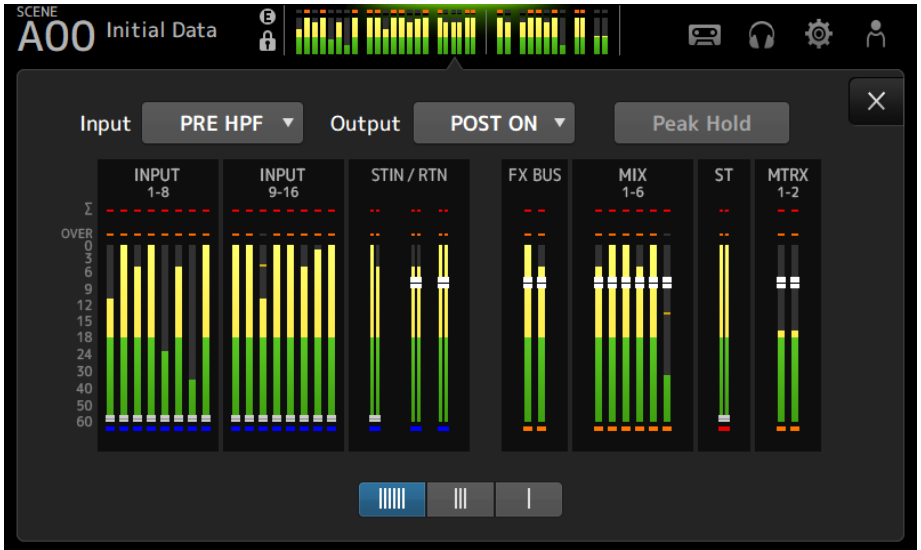 SCENE
A00 Initial Data E
Input PRE HPF Output POST ON Peak Hold
INPUT INPUT STIN / RTN FX BUS MIX ST MTRX
1-8 9-16 1-6 1-2
Σ
OVER
0
3
6
9
12
15
18
24
30
40
50
60